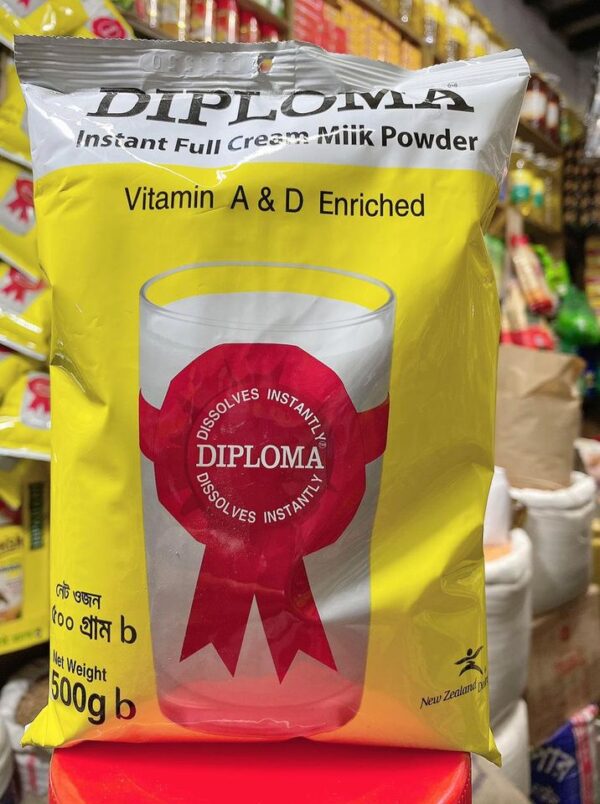 DIPLOMA
Instant Full Cream Milk Powder
Vitamin A & D Enriched
DISSOLVES INSTANTLY
DIPLOMA
DISSOLVES INSTANTLY
নেট ওজন
৫০০ গ্রাম b
Net Weight
500g b
New Zealand